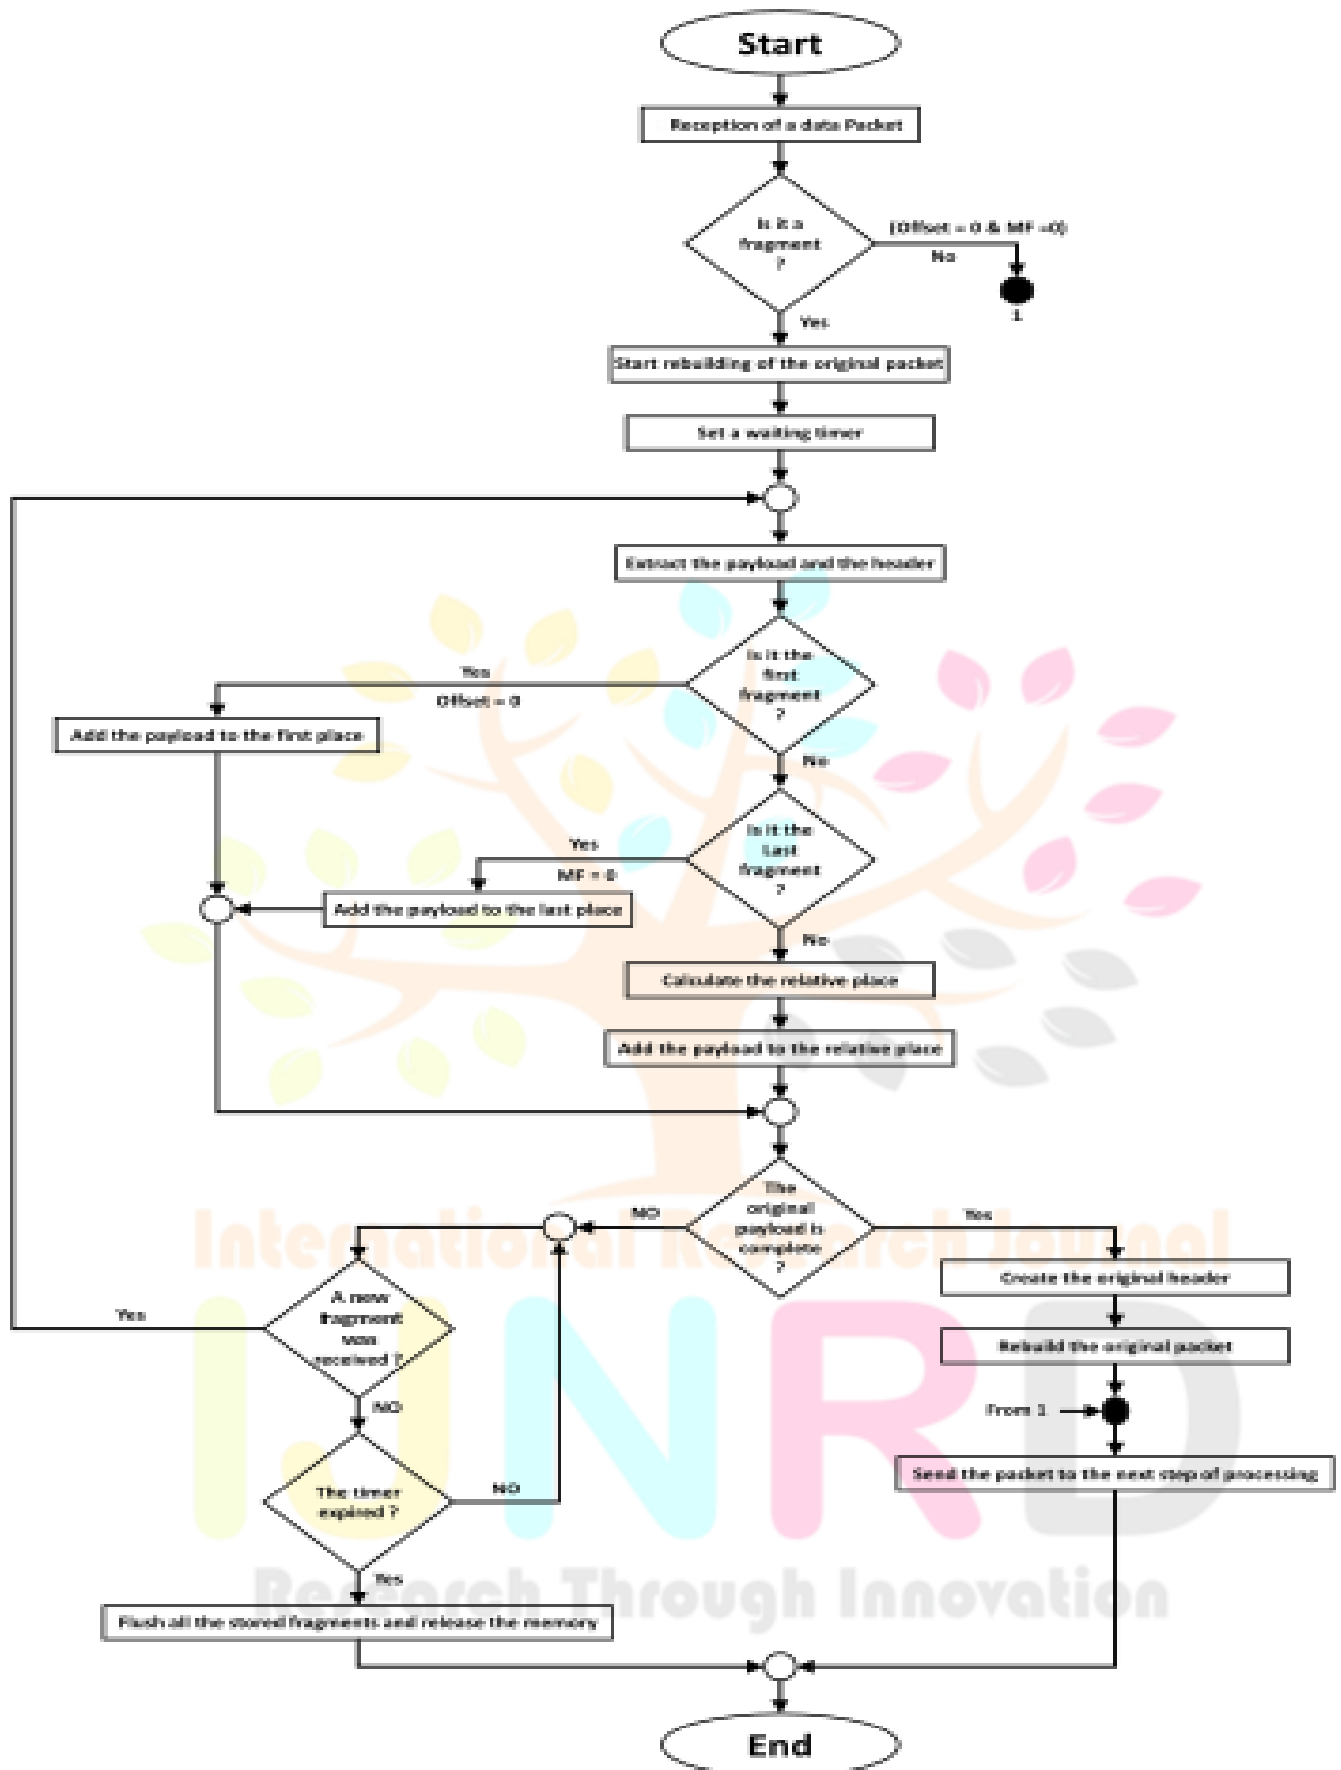 Start
Reception of a data Packet
Is it a
fragment
?
(Offset = 0 & MF =0)
No
1
Yes
Start rebuilding of the original packet
Set a waiting timer
Extract the payload and the header
Is it the
first
fragment
?
Yes
Offset = 0
Add the payload to the first place
No
Is it the
Last
fragment
?
Yes
MF = 0
Add the payload to the last place
No
Calculate the relative place
Add the payload to the relative place
The
original
payload is
complete
?
NO
Yes
International Research Journal
Create the original header
A new
fragment
was
received ?
Yes
Rebuild the original packet
NO
From 1
IJNRD
Send the packet to the next step of processing
The timer
expired ?
NO
Yes
Research Through Innovation
Flush all the stored fragments and release the memory
End